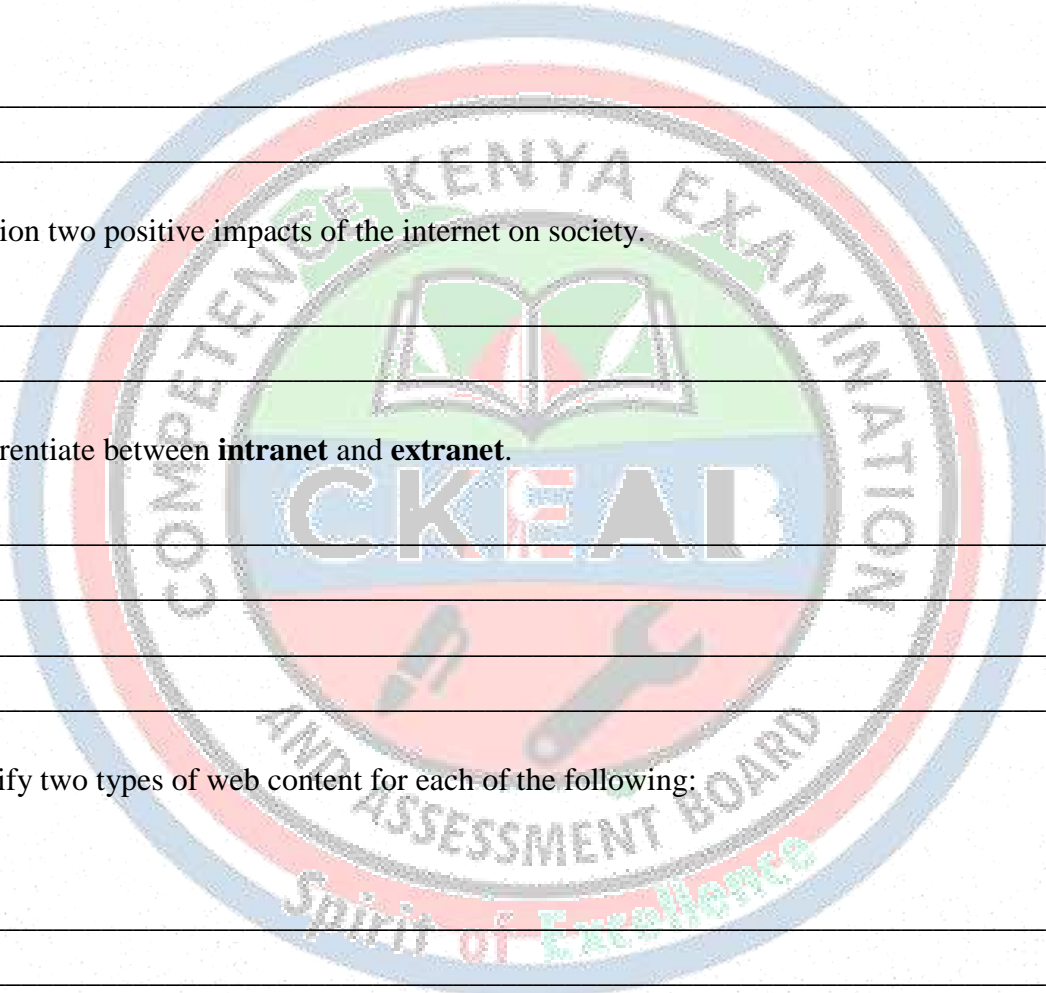 COMPETENCE KENYA EXAMINATION
ion two positive impacts of the internet on society.
rentiate between intranet and extranet.
CKEAB
ify two types of web content for each of the following:
AND ASSESSMENT BOARD
Spirit of Excellence